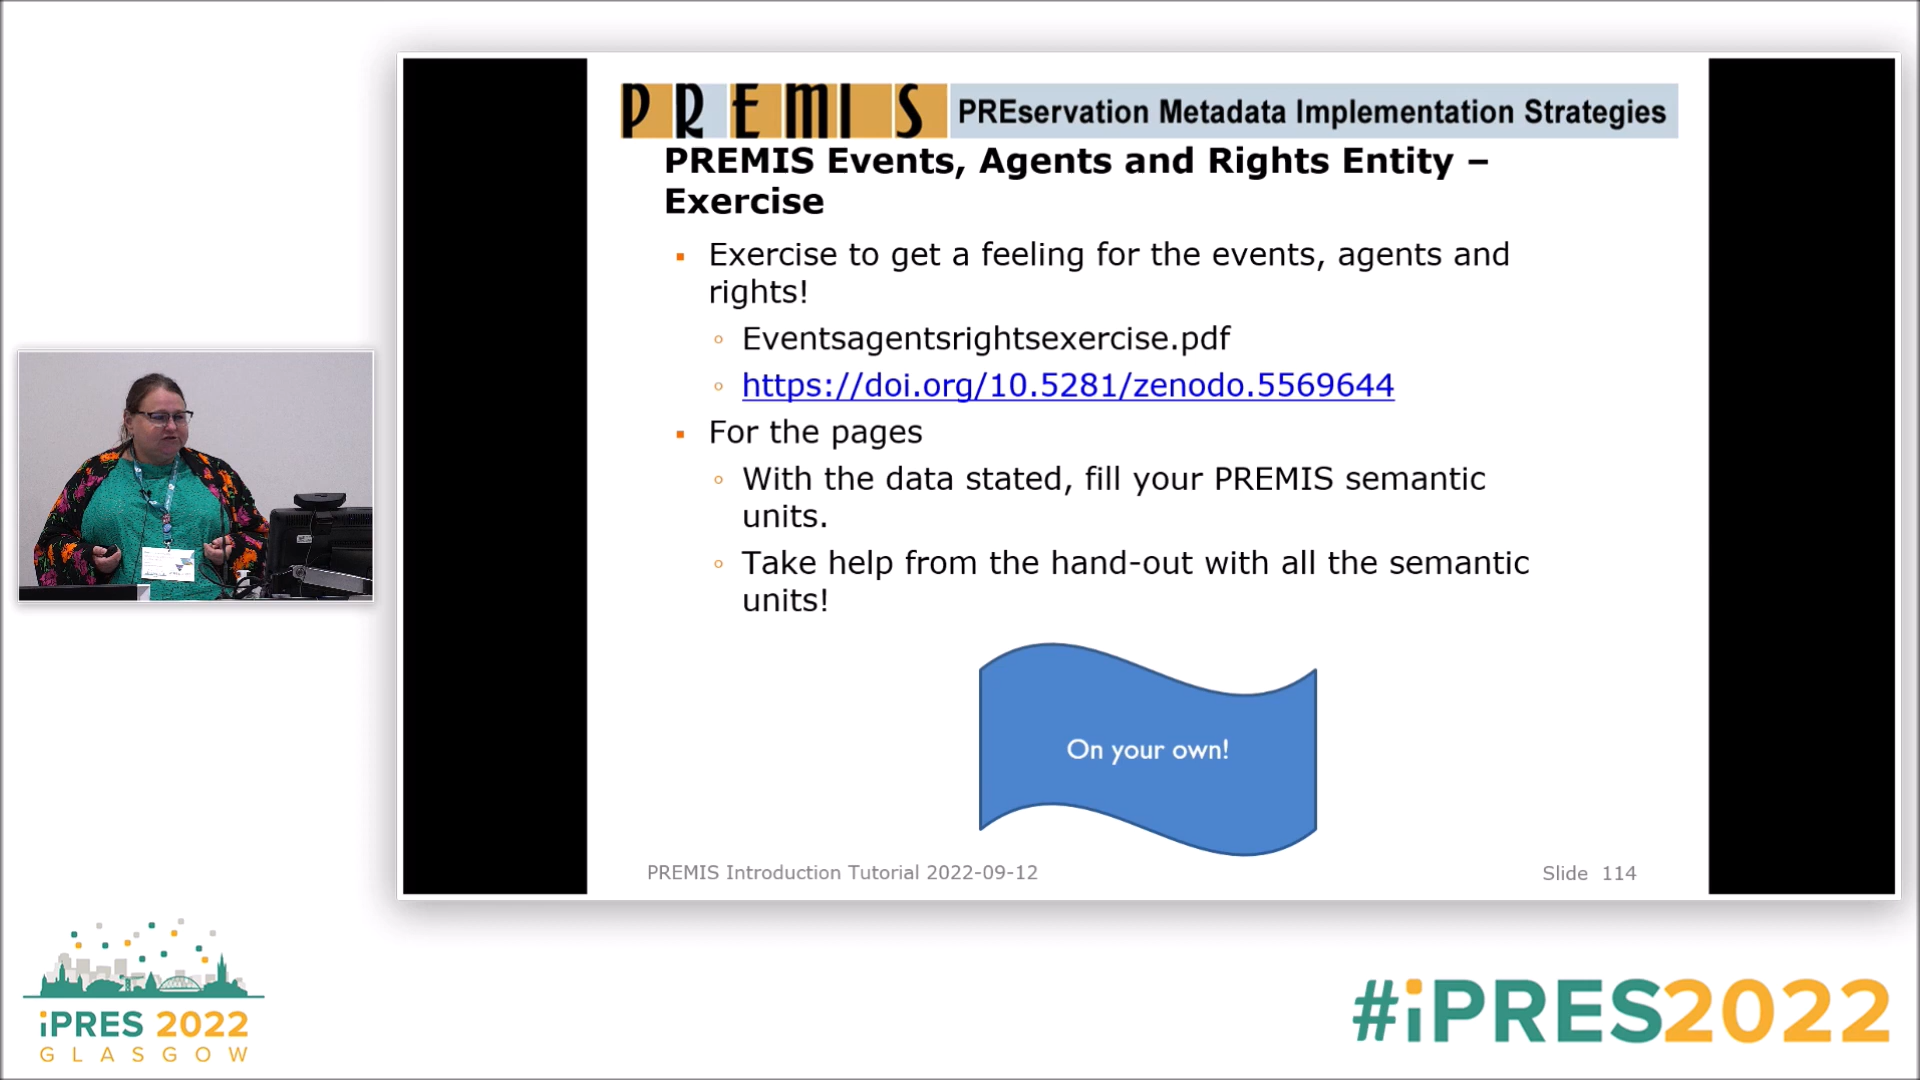 PREMIS
PREservation Metadata Implementation Strategies
PREMIS Events, Agents and Rights Entity –
Exercise
Exercise to get a feeling for the events, agents and
rights!
Eventsagentsrightsexercise.pdf
https://doi.org/10.5281/zenodo.5569644
For the pages
With the data stated, fill your PREMIS semantic
units.
Take help from the hand-out with all the semantic
units!
On your own!
PREMIS Introduction Tutorial 2022-09-12
Slide 114
iPRES 2022
GLASGOW
#iPRES2022